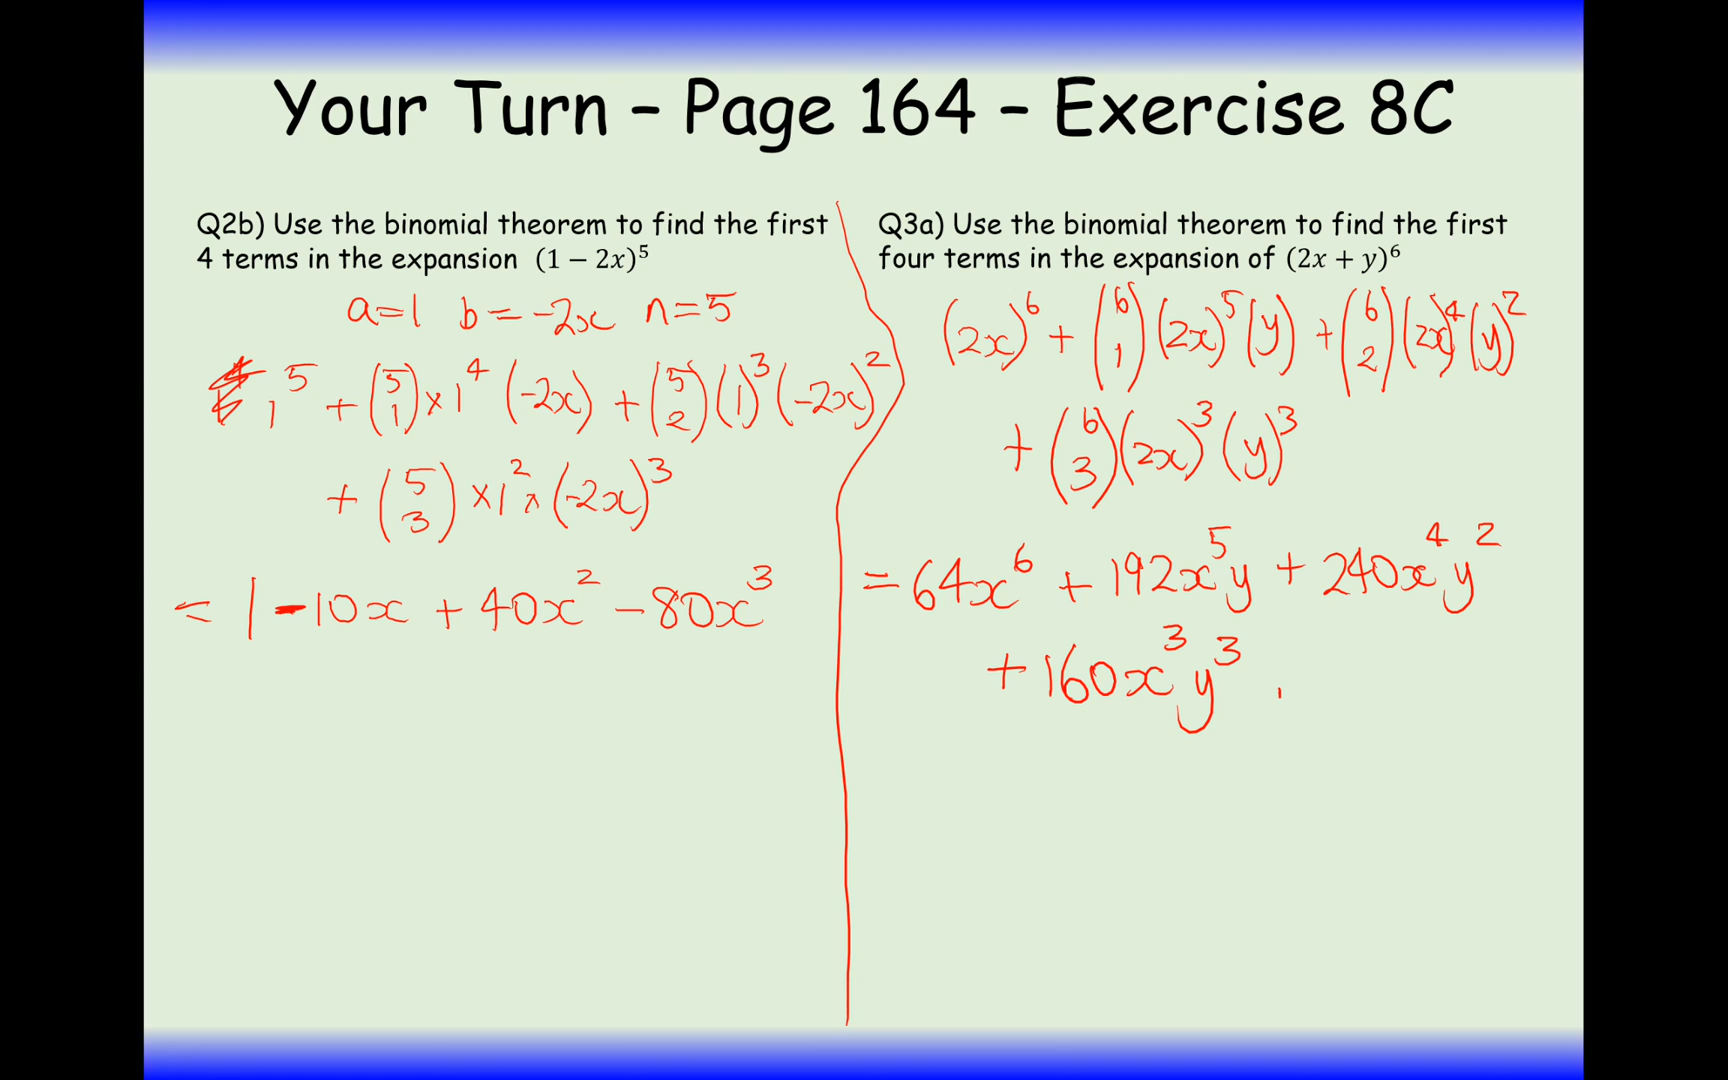 Your Turn – Page 164 – Exercise 8C
Q2b) Use the binomial theorem to find the first
4 terms in the expansion (1 − 2x)⁵
a=1 b=-2x n=5
1⁵ + (5 1)×1⁴(-2x) + (5 2)(1)³(-2x)²
+ (5 3)×1²×(-2x)³
= 1 -10x + 40x² - 80x³
Q3a) Use the binomial theorem to find the first
four terms in the expansion of (2x + y)⁶
(2x)⁶ + (6 1)(2x)⁵(y) + (6 2)(2x)⁴(y)²
+ (6 3)(2x)³(y)³
= 64x⁶ + 192x⁵y + 240x⁴y²
+ 160x³y³ .